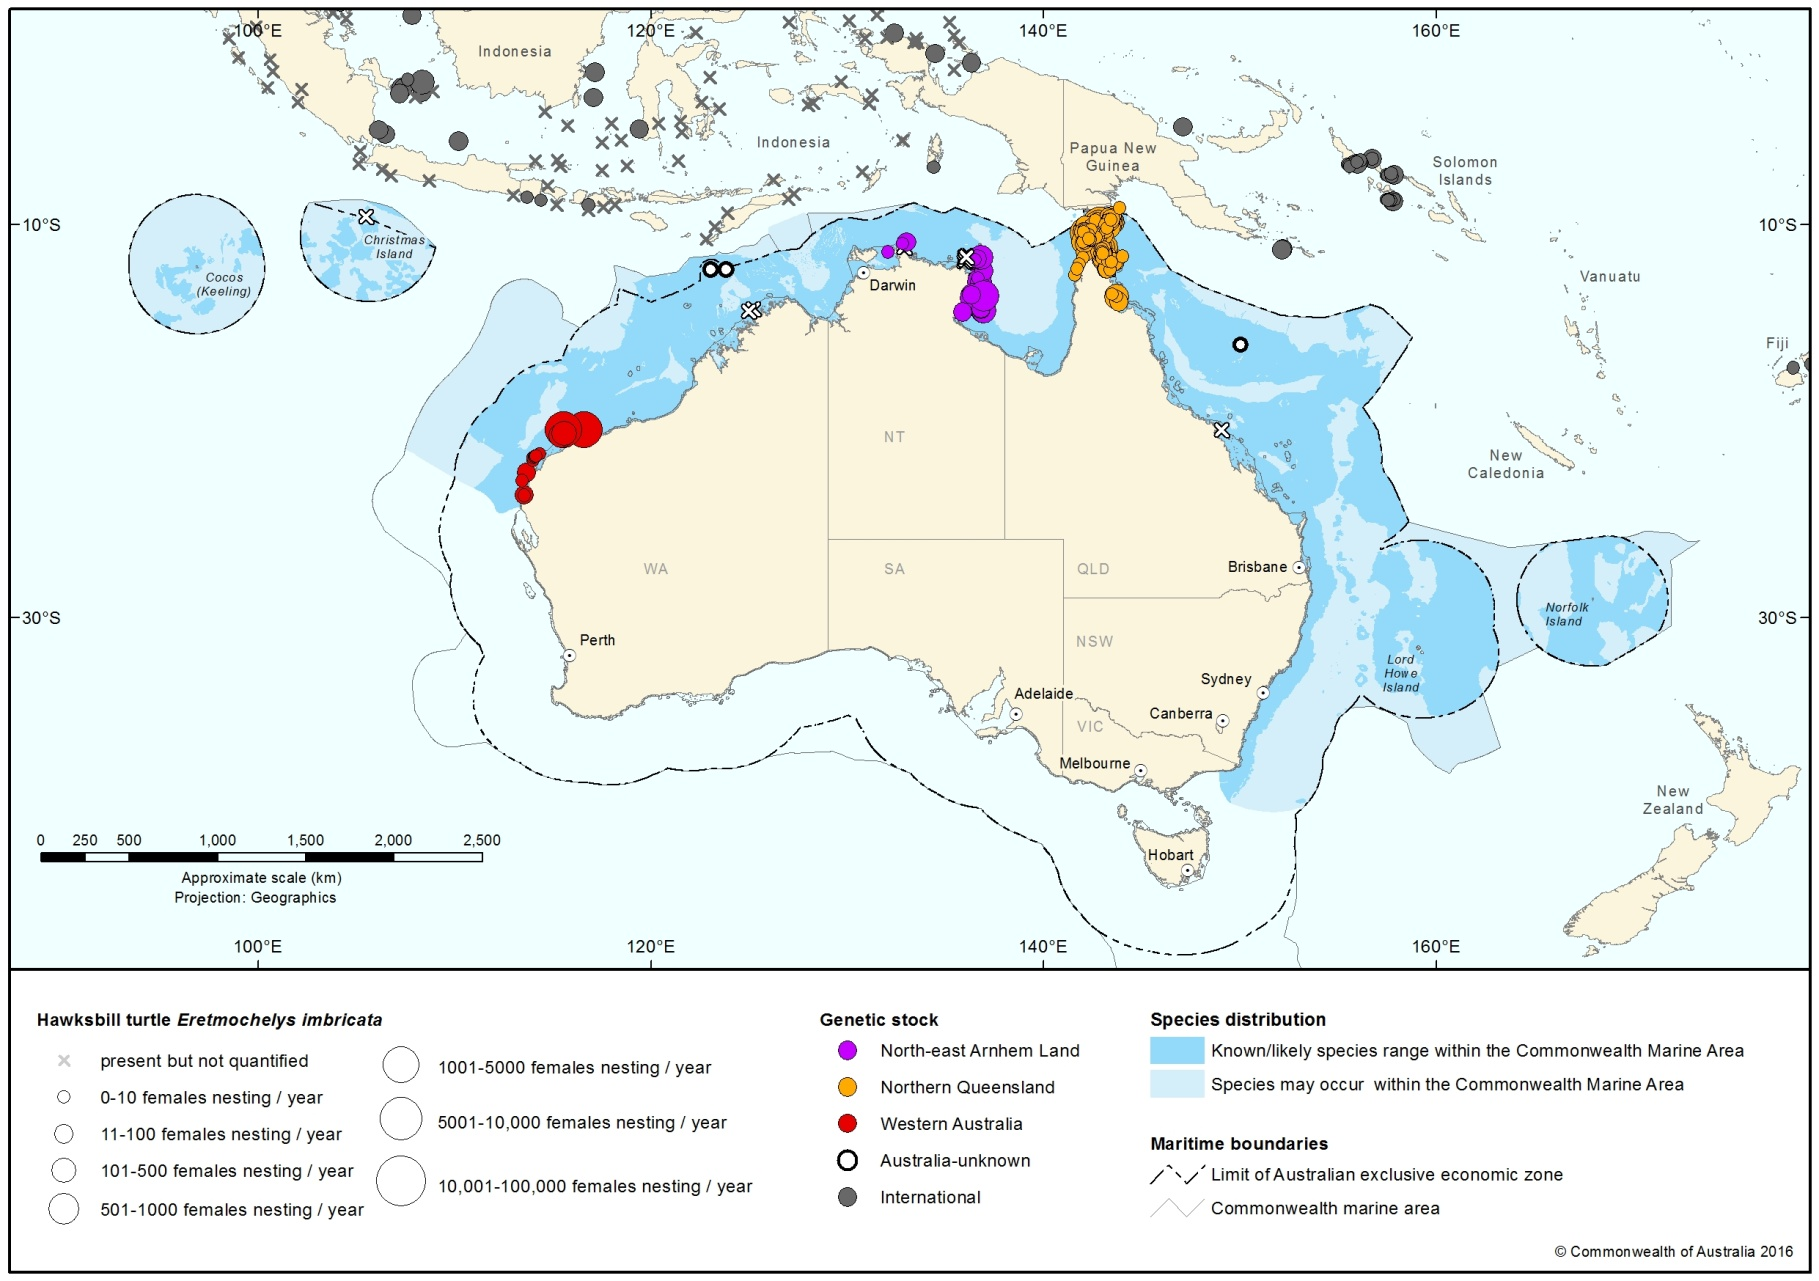 100°E
120°E
140°E
160°E
Indonesia
Indonesia
Papua New
Guinea
Solomon
Islands
10°S
10°S
Christmas
Island
Cocos
(Keeling)
Vanuatu
Darwin
Fiji
NT
New
Caledonia
WA
SA
QLD
Brisbane
30°S
30°S
Norfolk
Island
Perth
NSW
Lord
Howe
Island
Sydney
Adelaide
Canberra
VIC
Melbourne
New
Zealand
Hobart
0 250 500 1,000 1,500 2,000 2,500
Approximate scale (km)
Projection: Geographics
100°E
120°E
140°E
160°E
Hawksbill turtle Eretmochelys imbricata
present but not quantified
0-10 females nesting / year
11-100 females nesting / year
101-500 females nesting / year
501-1000 females nesting / year
1001-5000 females nesting / year
5001-10,000 females nesting / year
10,001-100,000 females nesting / year
Genetic stock
North-east Arnhem Land
Northern Queensland
Western Australia
Australia-unknown
International
Species distribution
Known/likely species range within the Commonwealth Marine Area
Species may occur within the Commonwealth Marine Area
Maritime boundaries
Limit of Australian exclusive economic zone
Commonwealth marine area
© Commonwealth of Australia 2016